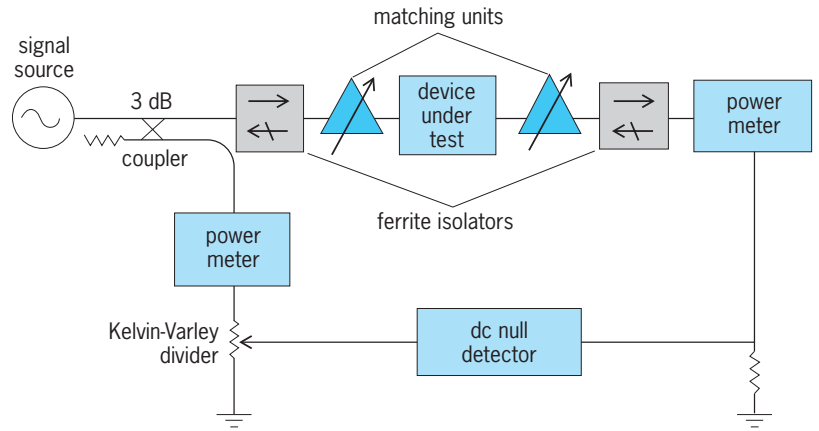 matching units
signal
source
3 dB
coupler
device
under
test
power
meter
ferrite isolators
power
meter
Kelvin-Varley
divider
dc null
detector